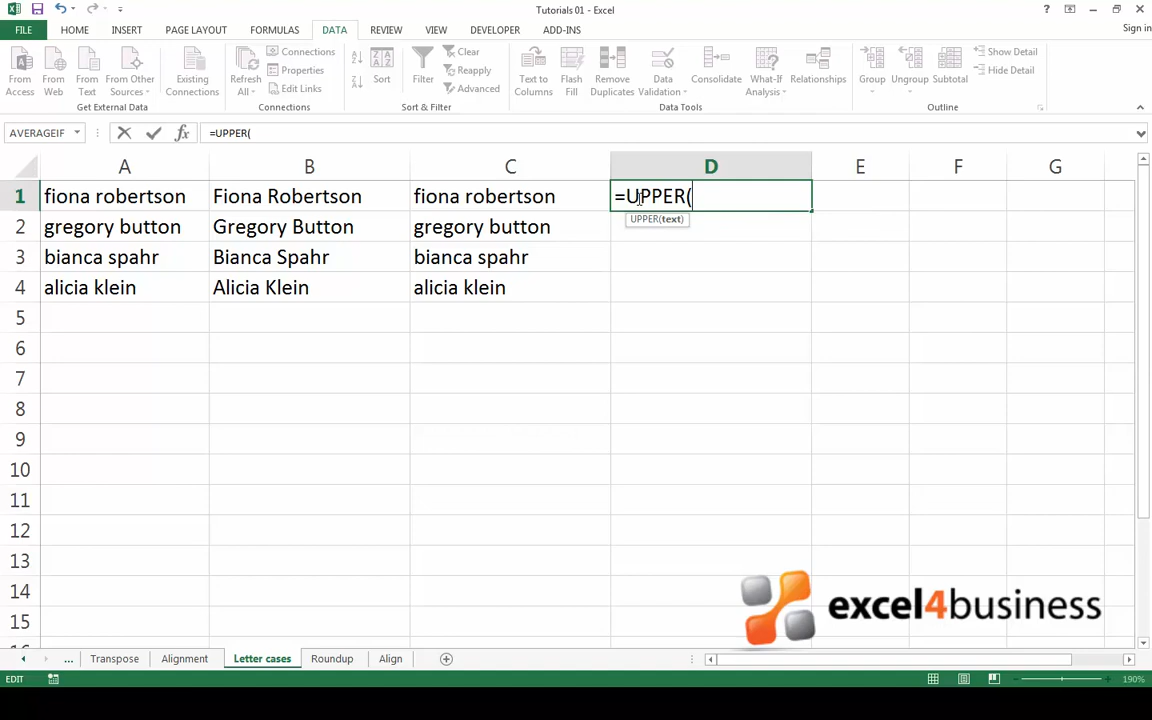 Tutorials 01 - Excel
?
FILE HOME INSERT PAGE LAYOUT FORMULAS DATA REVIEW VIEW DEVELOPER ADD-INS
Sign in
From Access
From Web
From Text
From Other Sources
Get External Data
Existing Connections
Refresh All
Connections
Properties
Edit Links
Connections
Sort
Filter
Clear
Reapply
Advanced
Sort & Filter
Text to Columns
Flash Fill
Remove Duplicates
Data Validation
Consolidate
What-If Analysis
Relationships
Data Tools
Group
Ungroup
Subtotal
Show Detail
Hide Detail
Outline
AVERAGEIF fx =UPPER(
A B C D E F G
1 fiona robertson Fiona Robertson fiona robertson =UPPER(
UPPER(text)
2 gregory button Gregory Button gregory button
3 bianca spahr Bianca Spahr bianca spahr
4 alicia klein Alicia Klein alicia klein
5
6
7
8
9
10
11
12
13
14
15
excel4business
... Transpose Alignment Letter cases Roundup Align
EDIT 190%